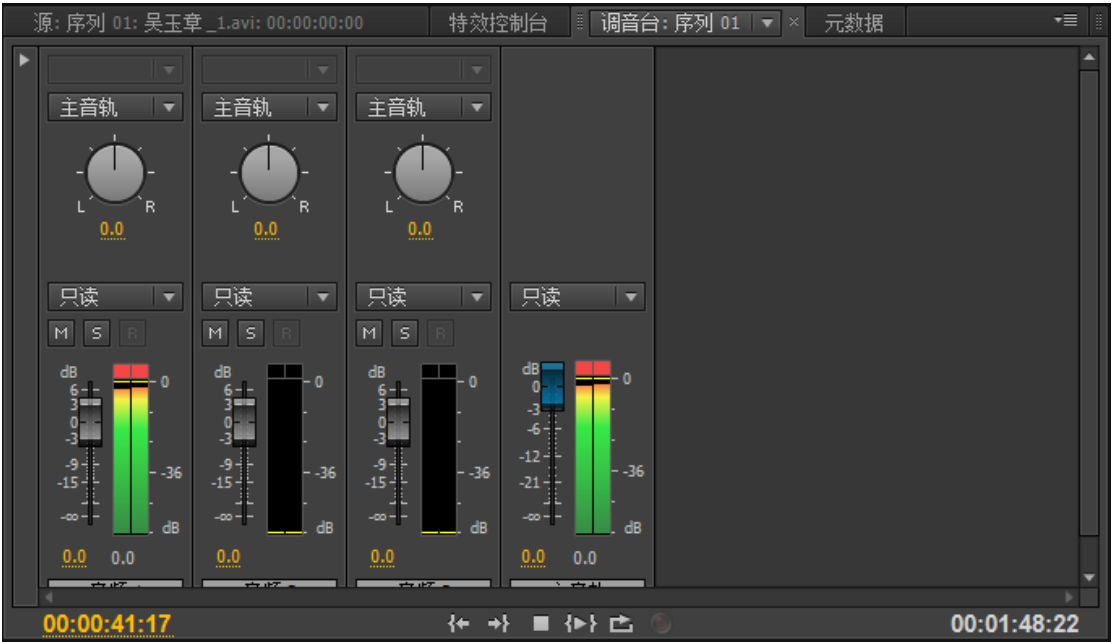 源: 序列 01: 吴玉章_1.avi: 00:00:00:00 特效控制台 调音台: 序列 01 元数据
主音轨 主音轨 主音轨
L R L R L R
0.0 0.0 0.0
只读 只读 只读 只读
M S R M S R M S R
dB dB dB dB
6 0 6 0 6 0 0 0
3 3 3 -3
0 0 0 -6
-3 -3 -3 -12
-9 -36 -9 -36 -9 -36 -21 -36
-15 -15 -15
-∞ dB -∞ dB -∞ dB -∞ dB
0.0 0.0 0.0 0.0 0.0 0.0
00:00:41:17 00:01:48:22